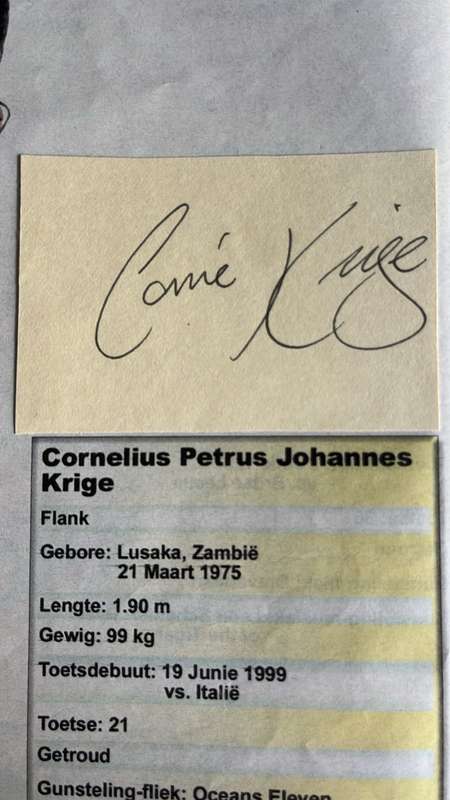 Corné Krige
Cornelius Petrus Johannes
Krige
Flank
Gebore: Lusaka, Zambië
21 Maart 1975
Lengte: 1.90 m
Gewig: 99 kg
Toetsdebuut: 19 Junie 1999
vs. Italië
Toetse: 21
Getroud
Gunsteling-fliek: Oceans Eleven